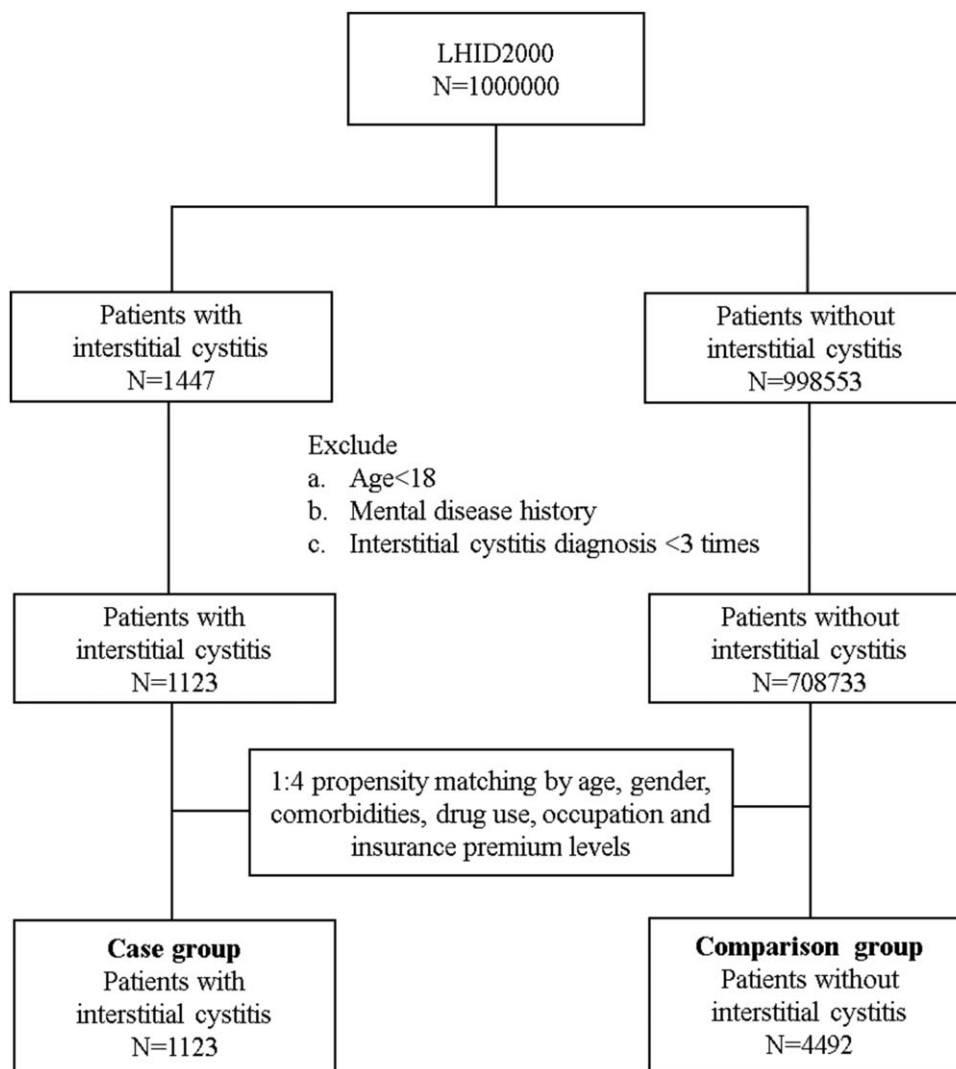 LHID2000
N=1000000
Patients with
interstitial cystitis
N=1447
Patients without
interstitial cystitis
N=998553
Exclude
a. Age<18
b. Mental disease history
c. Interstitial cystitis diagnosis <3 times
Patients with
interstitial cystitis
N=1123
Patients without
interstitial cystitis
N=708733
1:4 propensity matching by age, gender,
comorbidities, drug use, occupation and
insurance premium levels
Case group
Patients with
interstitial cystitis
N=1123
Comparison group
Patients without
interstitial cystitis
N=4492